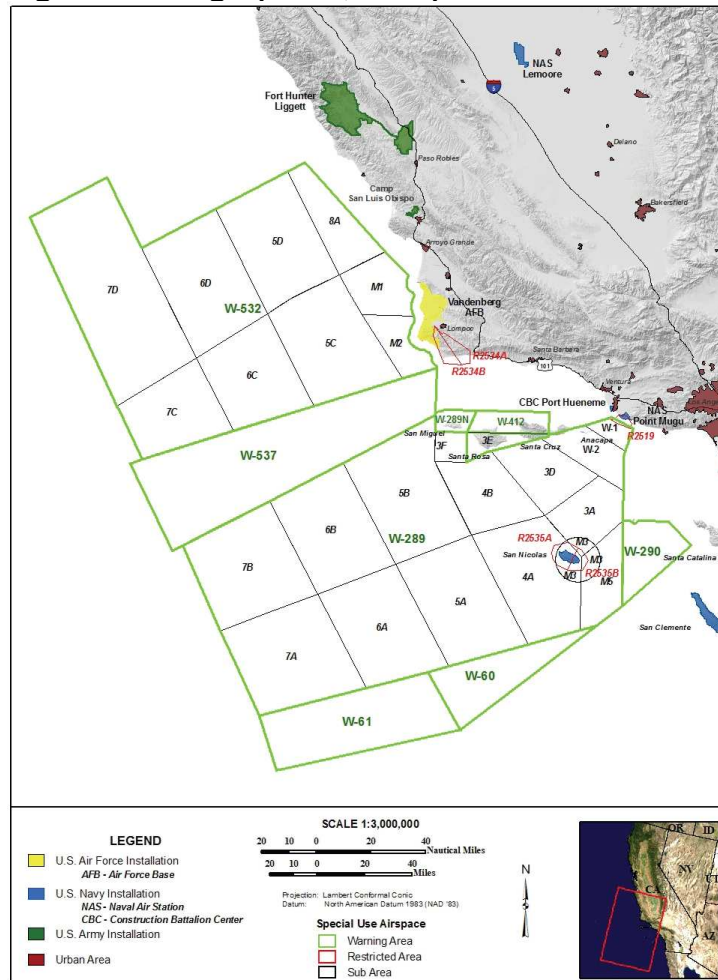 NAS
Lemoore
5
Fort Hunter
Liggett
Delano
Paso Robles
Camp
San Luis Obispo
Bakersfield
Arroyo Grande
8A
5D
6D
7D
W-532
M1
Vandenberg
AFB
Lompoc
M2
5C
6C
7C
R2534A
R2534B
Santa Barbara
101
Ventura
CBC Port Hueneme
NAS
Point Mugu
R2519
W-289N
W-412
San Miguel
3F
3E
Santa Rosa
Santa Cruz
Anacapa
W-1
W-2
W-537
3D
4B
5B
6B
7B
W-289
3A
R2535A
M3
San Nicolas
M3
M3
R2535B
M5
W-290
Santa Catalina
4A
5A
6A
7A
San Clemente
W-60
W-61
LEGEND
U.S. Air Force Installation
AFB - Air Force Base
U.S. Navy Installation
NAS - Naval Air Station
CBC - Construction Battalion Center
U.S. Army Installation
Urban Area
SCALE 1:3,000,000
20 10 0 20 40
Nautical Miles
20 10 0 20 40
Miles
Projection: Lambert Conformal Conic
Datum: North American Datum 1983 (NAD '83)
Special Use Airspace
Warning Area
Restricted Area
Sub Area
N
OR
ID
NV
CA
AZ